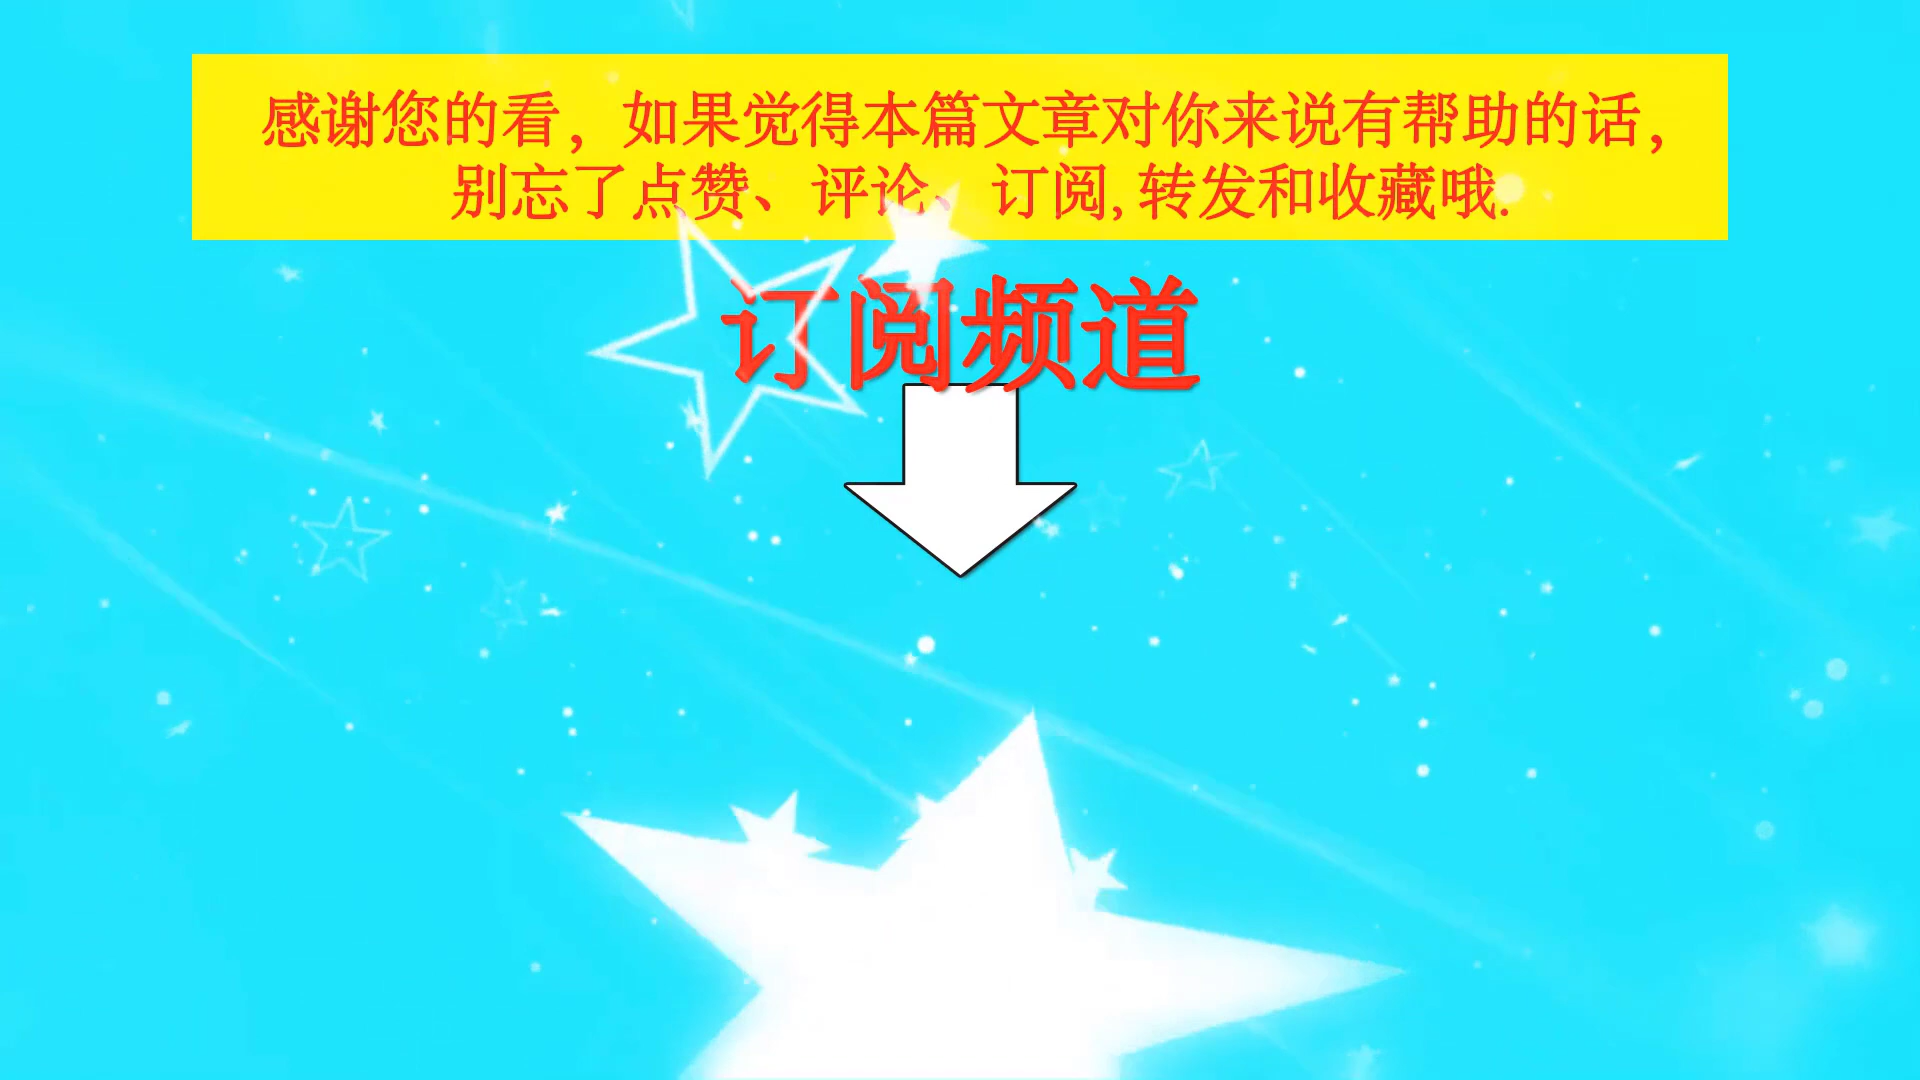 感谢您的看，如果觉得本篇文章对你来说有帮助的话，
别忘了点赞、评论、订阅,转发和收藏哦.
订阅频道